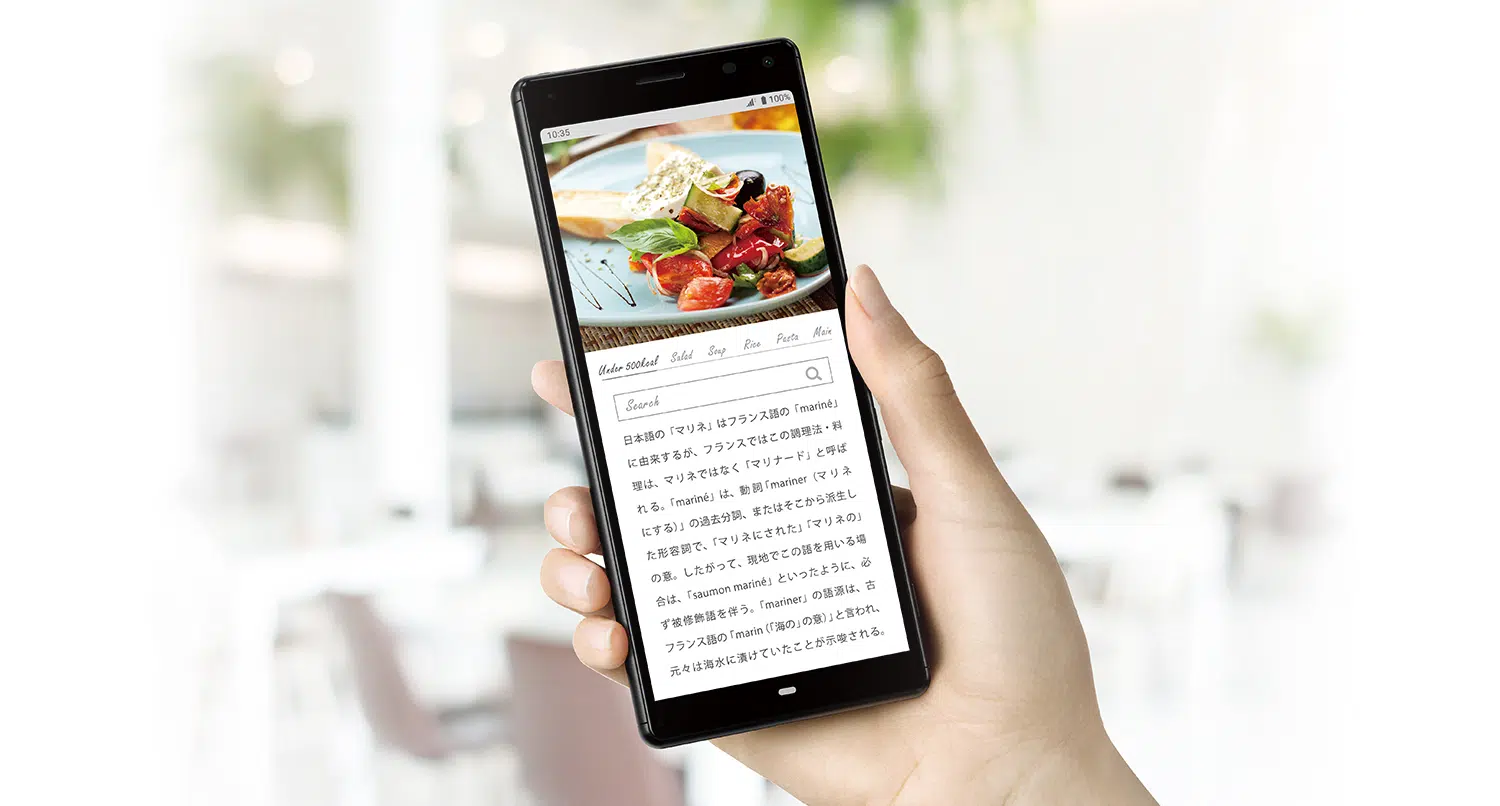 10:35 100%
Under 500kcal Salad Soup Rice Pasta Main
Search
日本語の「マリネ」はフランス語の「mariné」
に由来するが、フランスではこの調理法・料
理は、マリネではなく「マリナード」と呼ば
れる。「mariné」は、動詞「mariner（マリネ
にする）」の過去分詞、またはそこから派生し
た形容詞で、「マリネにされた」「マリネの」
の意。したがって、現地でこの語を用いる場
合は、「saumon mariné」といったように、必
ず被修飾語を伴う。「mariner」の語源は、古
フランス語の「marin（「海の」の意）」と言われ、
元々は海水に漬けていたことが示唆される。